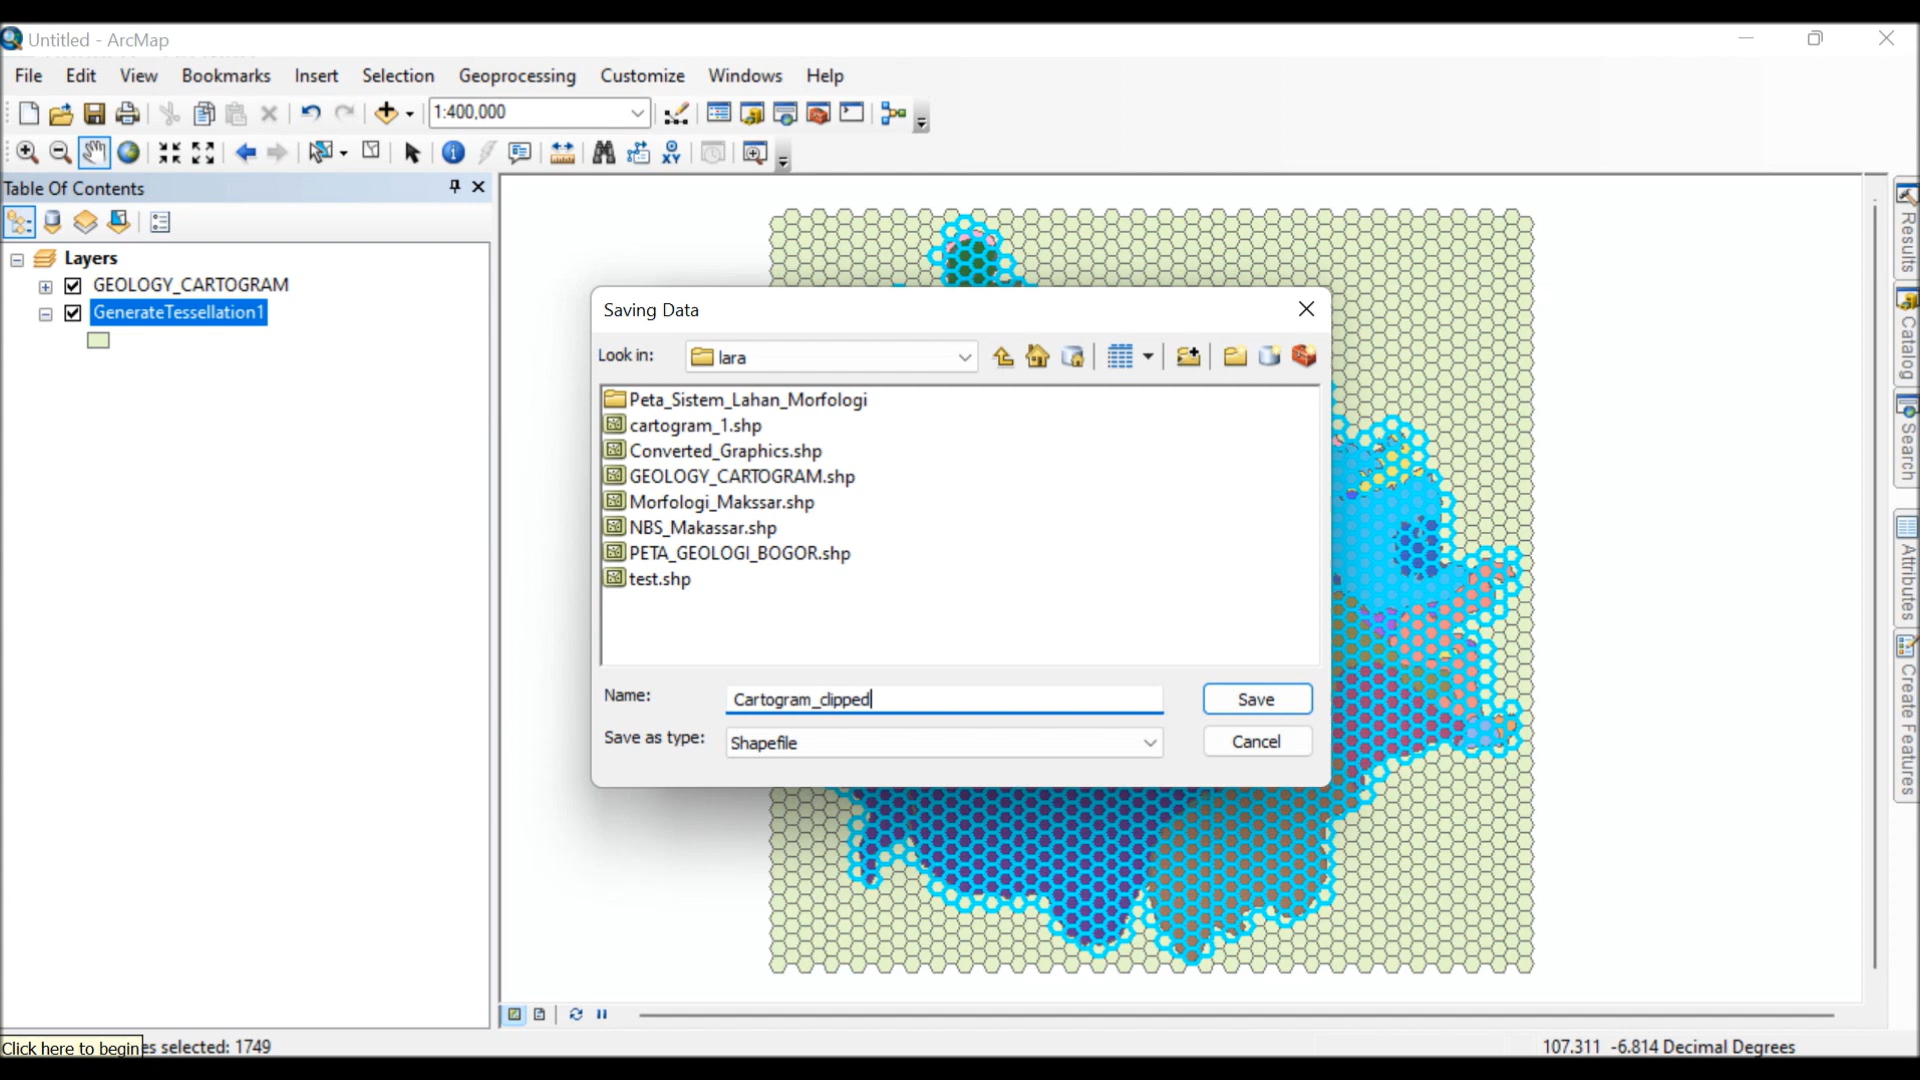 Untitled - ArcMap
File Edit View Bookmarks Insert Selection Geoprocessing Customize Windows Help
1:400,000
Table Of Contents
Layers
GEOLOGY_CARTOGRAM
GenerateTessellation1
Saving Data
Look in: lara
Peta_Sistem_Lahan_Morfologi
cartogram_1.shp
Converted_Graphics.shp
GEOLOGY_CARTOGRAM.shp
Morfologi_Makssar.shp
NBS_Makassar.shp
PETA_GEOLOGI_BOGOR.shp
test.shp
Name: Cartogram_clipped Save
Save as type: Shapefile Cancel
Results
Catalog
Search
Attributes
Create Features
Click here to begin es selected: 1749
107.311 -6.814 Decimal Degrees